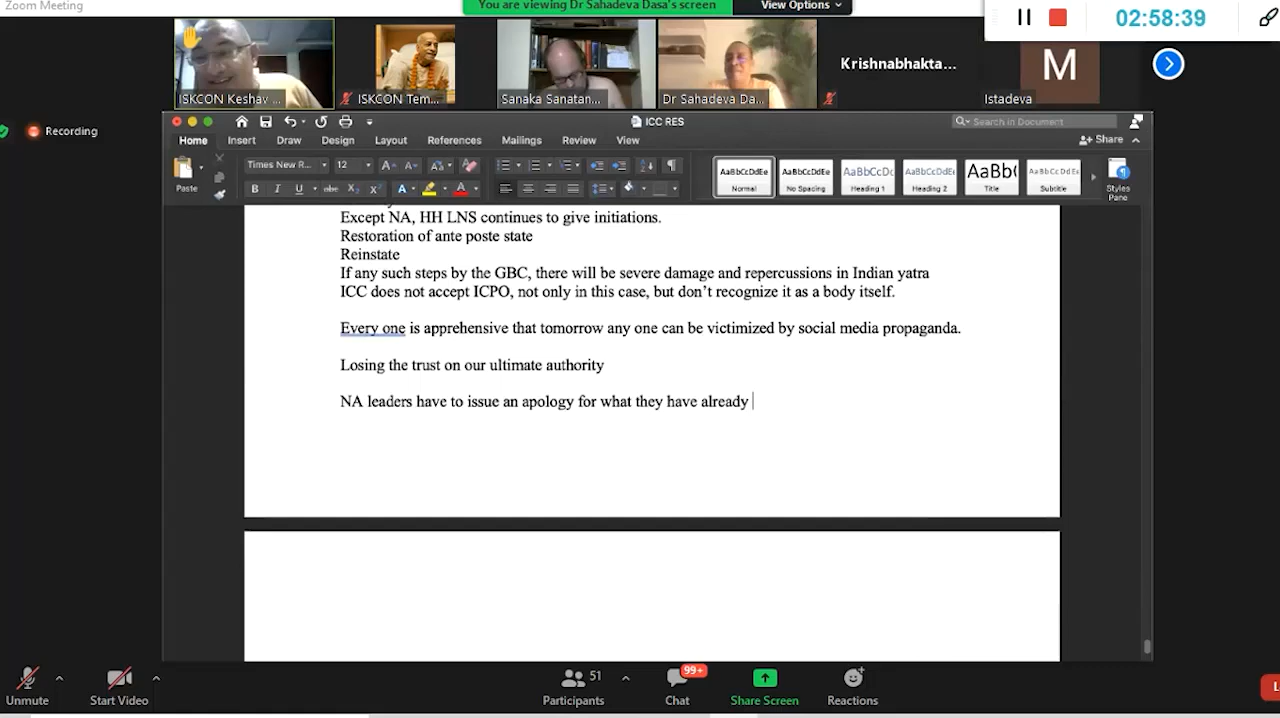 Zoom Meeting
You are viewing Dr Sahadeva Dasa's screen
View Options
02:58:39
ISKCON Keshav ...
ISKCON Tem...
Sanaka Sanatan...
Dr Sahadeva Da...
Krishnabhakta...
M
Istadeva
Recording
ICC RES
Search in Document
Home
Insert
Draw
Design
Layout
References
Mailings
Review
View
Share
Paste
Times New R...
12
AaBbCcDdEe
Normal
AaBbCcDdEe
No Spacing
AaBbCcDc
Heading 1
AaBbCcDdEe
Heading 2
AaBbC
Title
AaBbCcDdEe
Subtitle
Styles
Pane
Except NA, HH LNS continues to give initiations.
Restoration of ante poste state
Reinstate
If any such steps by the GBC, there will be severe damage and repercussions in Indian yatra
ICC does not accept ICPO, not only in this case, but don't recognize it as a body itself.
Every one is apprehensive that tomorrow any one can be victimized by social media propaganda.
Losing the trust on our ultimate authority
NA leaders have to issue an apology for what they have already
Unmute
Start Video
51
Participants
99+
Chat
Share Screen
Reactions